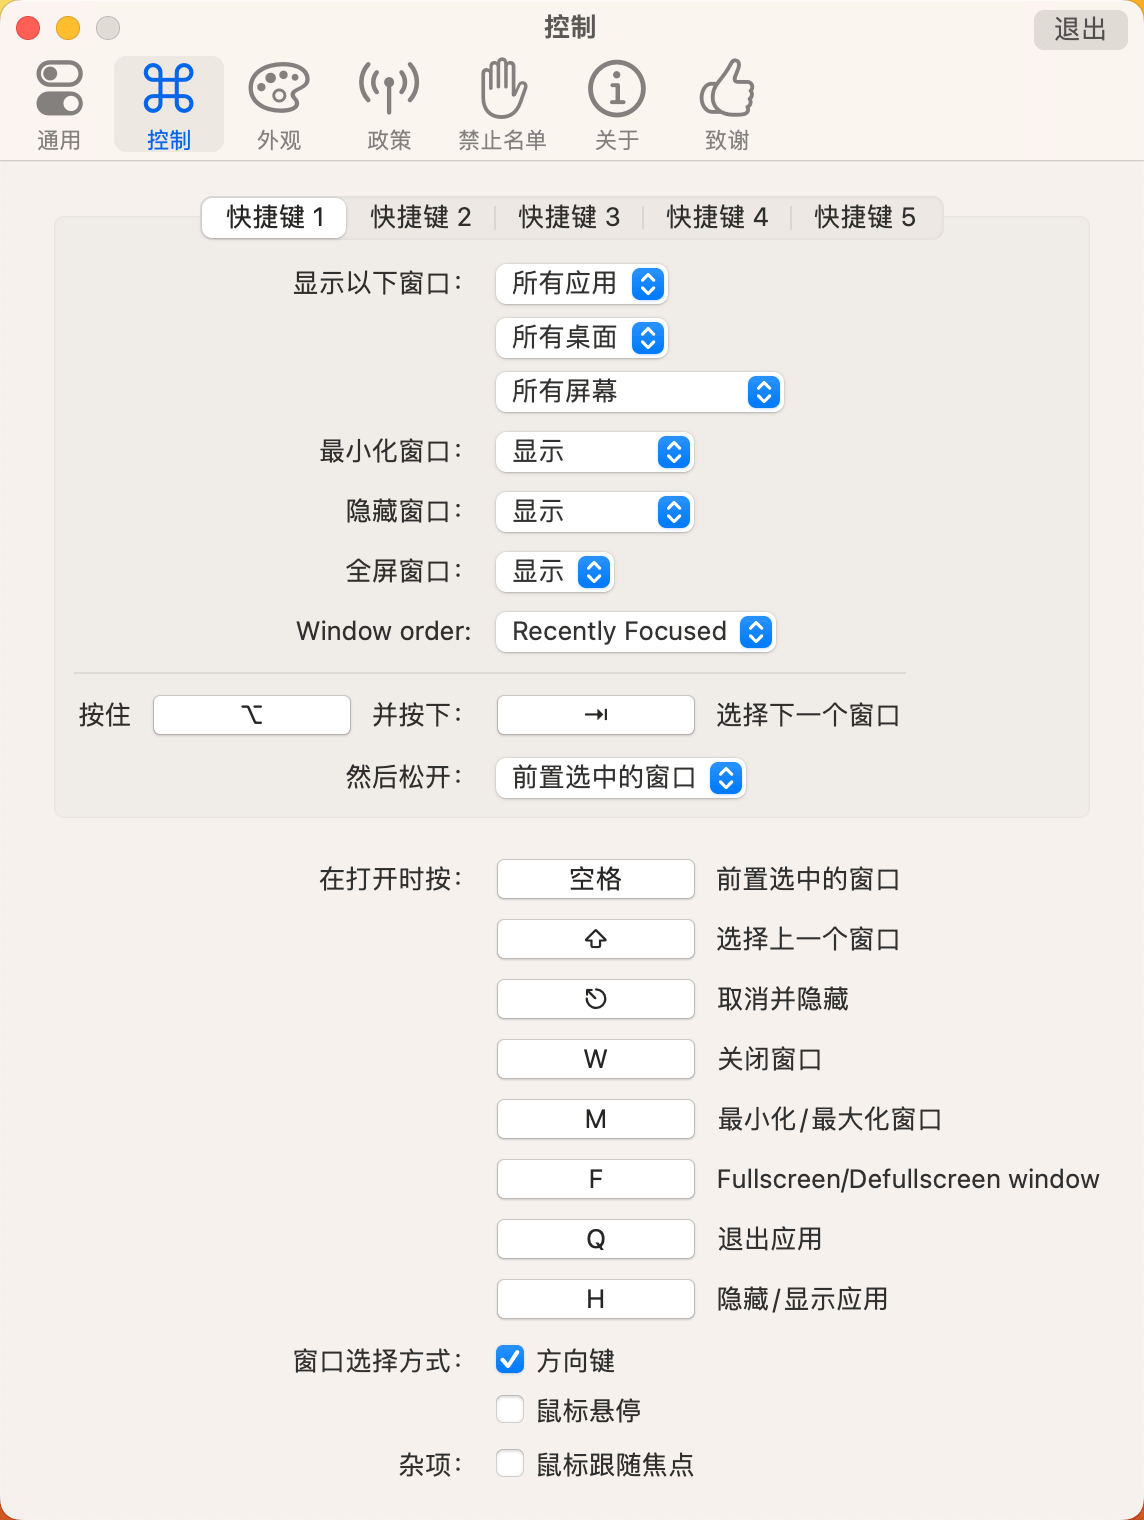 控制
退出
通用
控制
外观
政策
禁止名单
关于
致谢
快捷键 1 快捷键 2 快捷键 3 快捷键 4 快捷键 5
显示以下窗口： 所有应用
所有桌面
所有屏幕
最小化窗口： 显示
隐藏窗口： 显示
全屏窗口： 显示
Window order: Recently Focused
按住 ⌥ 并按下： ⇥ 选择下一个窗口
然后松开： 前置选中的窗口
在打开时按： 空格 前置选中的窗口
⇧ 选择上一个窗口
⎋ 取消并隐藏
W 关闭窗口
M 最小化/最大化窗口
F Fullscreen/Defullscreen window
Q 退出应用
H 隐藏/显示应用
窗口选择方式： 方向键
鼠标悬停
杂项： 鼠标跟随焦点